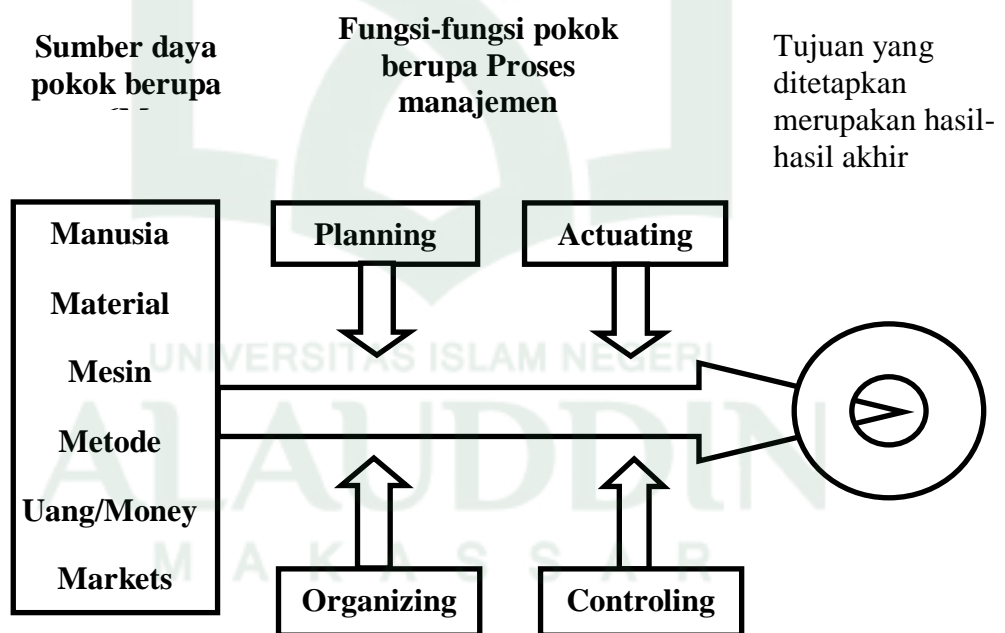 Sumber daya
pokok berupa
Fungsi-fungsi pokok
berupa Proses
manajemen
Tujuan yang
ditetapkan
merupakan hasil-
hasil akhir
Manusia
Material
Mesin
Metode
Uang/Money
Markets
Planning
Actuating
Organizing
Controling
UNIVERSITAS ISLAM NEGERI
ALAUDDIN
MAKASSAR